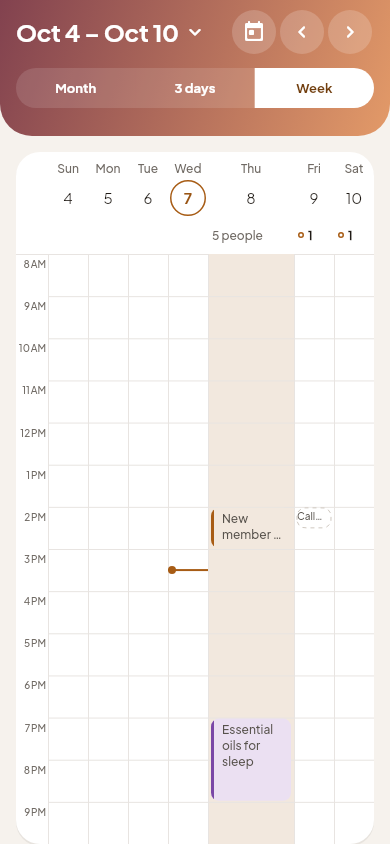 Oct 4 – Oct 10
Month 3 days Week
Sun Mon Tue Wed Thu Fri Sat
4 5 6 7 8 9 10
5 people 1 1
8AM
9AM
10AM
11AM
12PM
1PM
2PM
New
member ...
Call...
3PM
4PM
5PM
6PM
7PM
Essential
oils for
sleep
8PM
9PM